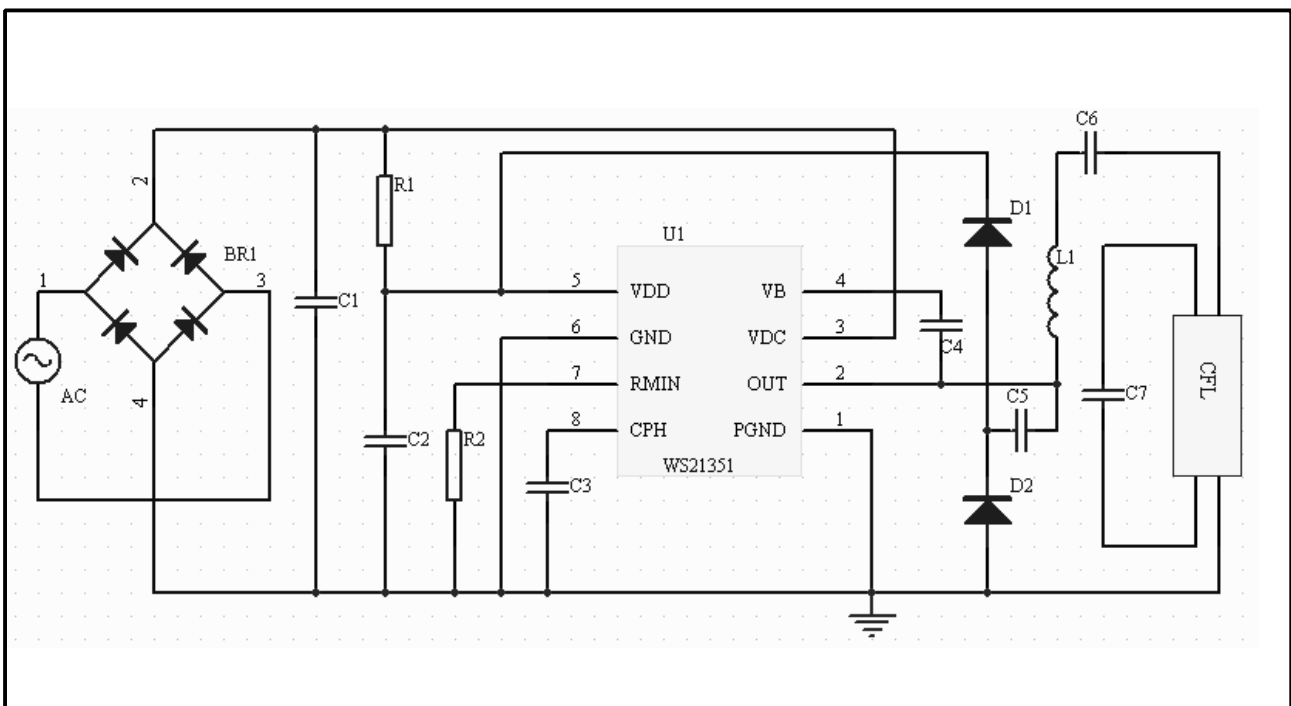 C6
2
R1
D1
U1
BR1
L1
1
3
5
VDD
VB
4
C1
6
GND
VDC
3
C4
7
RMIN
OUT
2
CFL
AC
4
C5
C7
C2
R2
8
CPH
PGND
1
WS21351
C3
D2